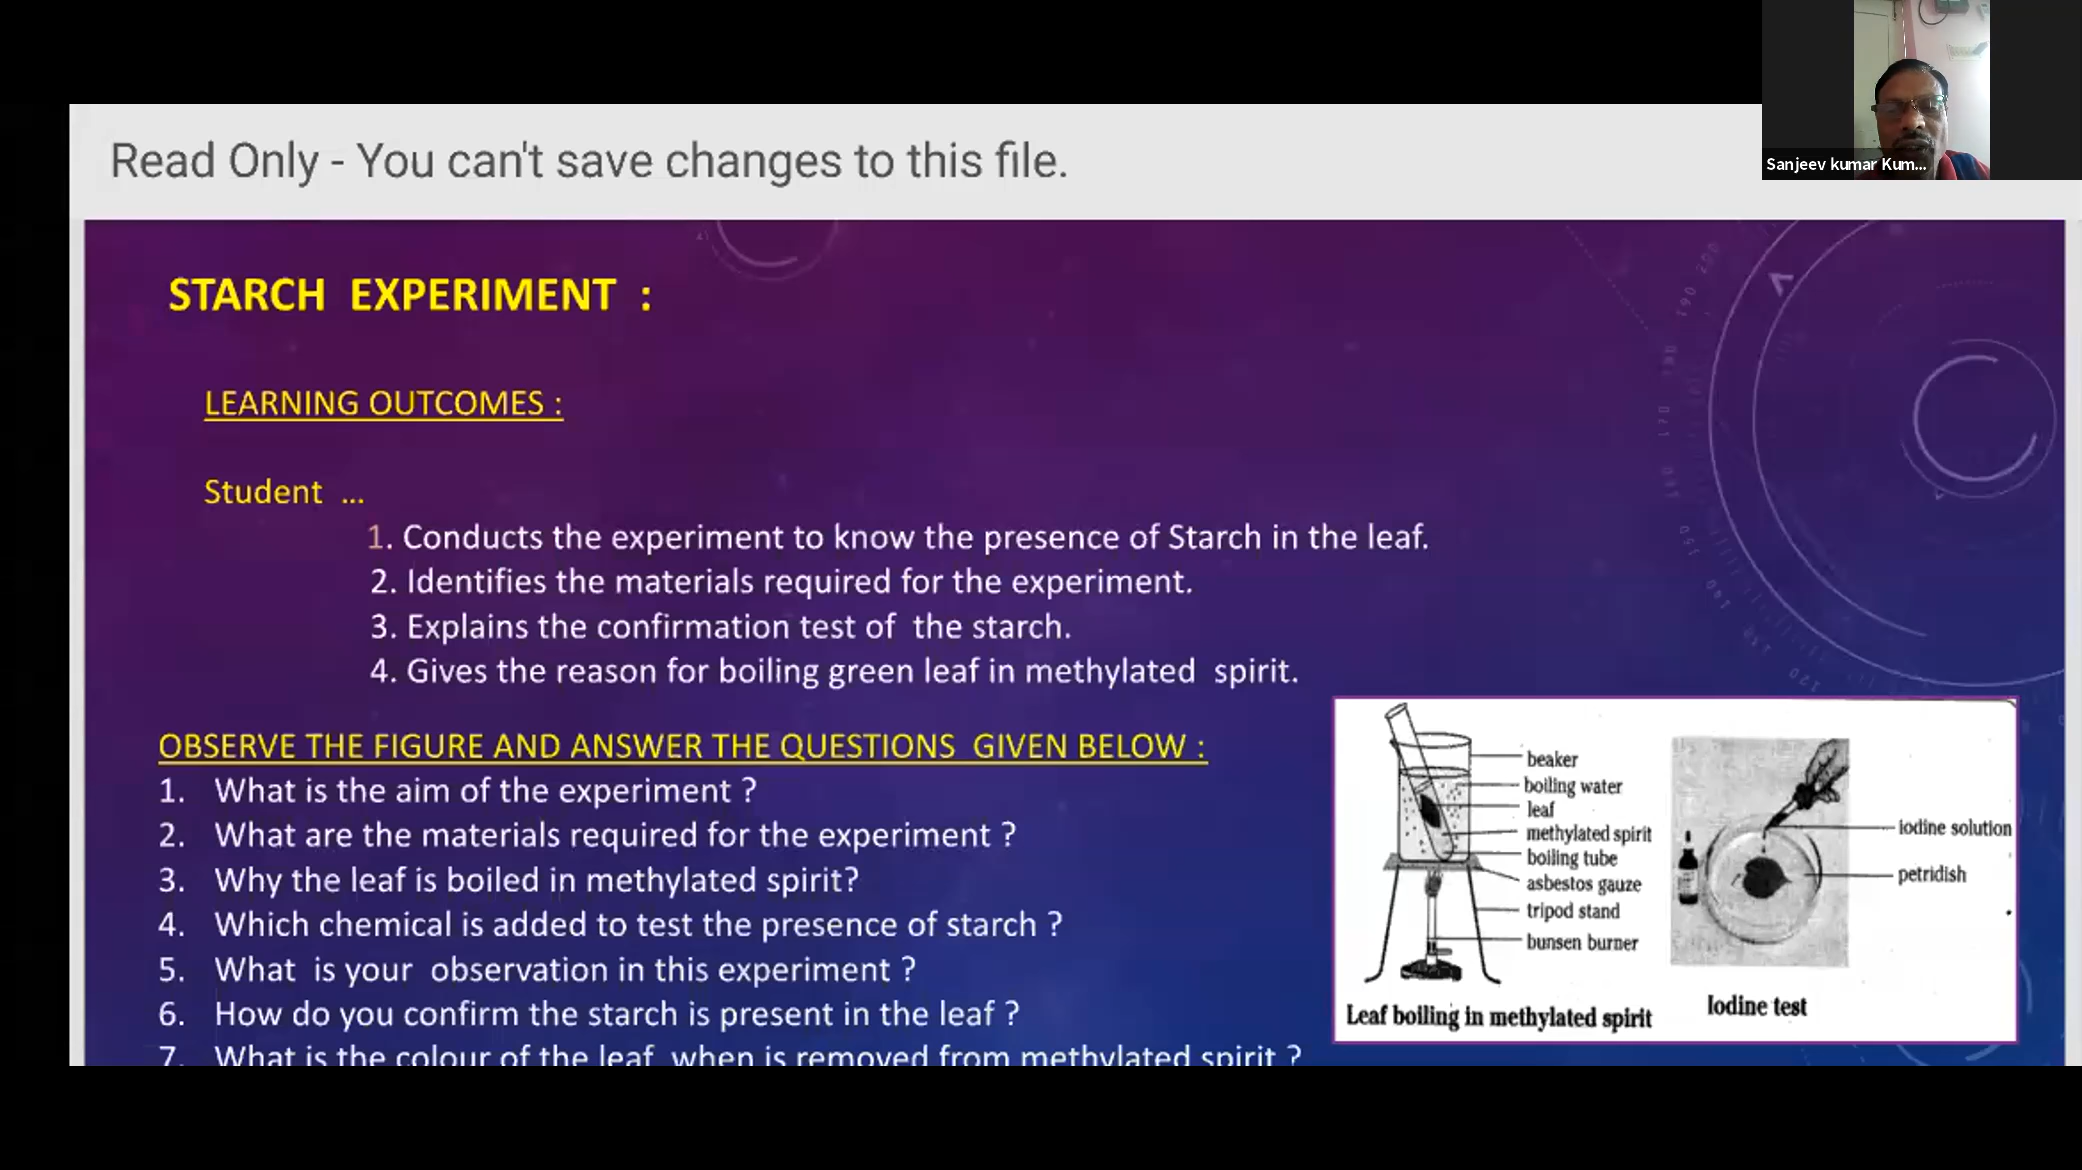 Sanjeev kumar Kum...
Read Only - You can't save changes to this file.
STARCH EXPERIMENT :
LEARNING OUTCOMES :
Student ...
1. Conducts the experiment to know the presence of Starch in the leaf.
2. Identifies the materials required for the experiment.
3. Explains the confirmation test of the starch.
4. Gives the reason for boiling green leaf in methylated spirit.
OBSERVE THE FIGURE AND ANSWER THE QUESTIONS GIVEN BELOW :
1. What is the aim of the experiment ?
2. What are the materials required for the experiment ?
3. Why the leaf is boiled in methylated spirit?
4. Which chemical is added to test the presence of starch ?
5. What is your observation in this experiment ?
6. How do you confirm the starch is present in the leaf ?
7. What is the colour of the leaf when is removed from methylated spirit ?
beaker
boiling water
leaf
methylated spirit
boiling tube
asbestos gauze
tripod stand
bunsen burner
Leaf boiling in methylated spirit
iodine solution
petridish
Iodine test